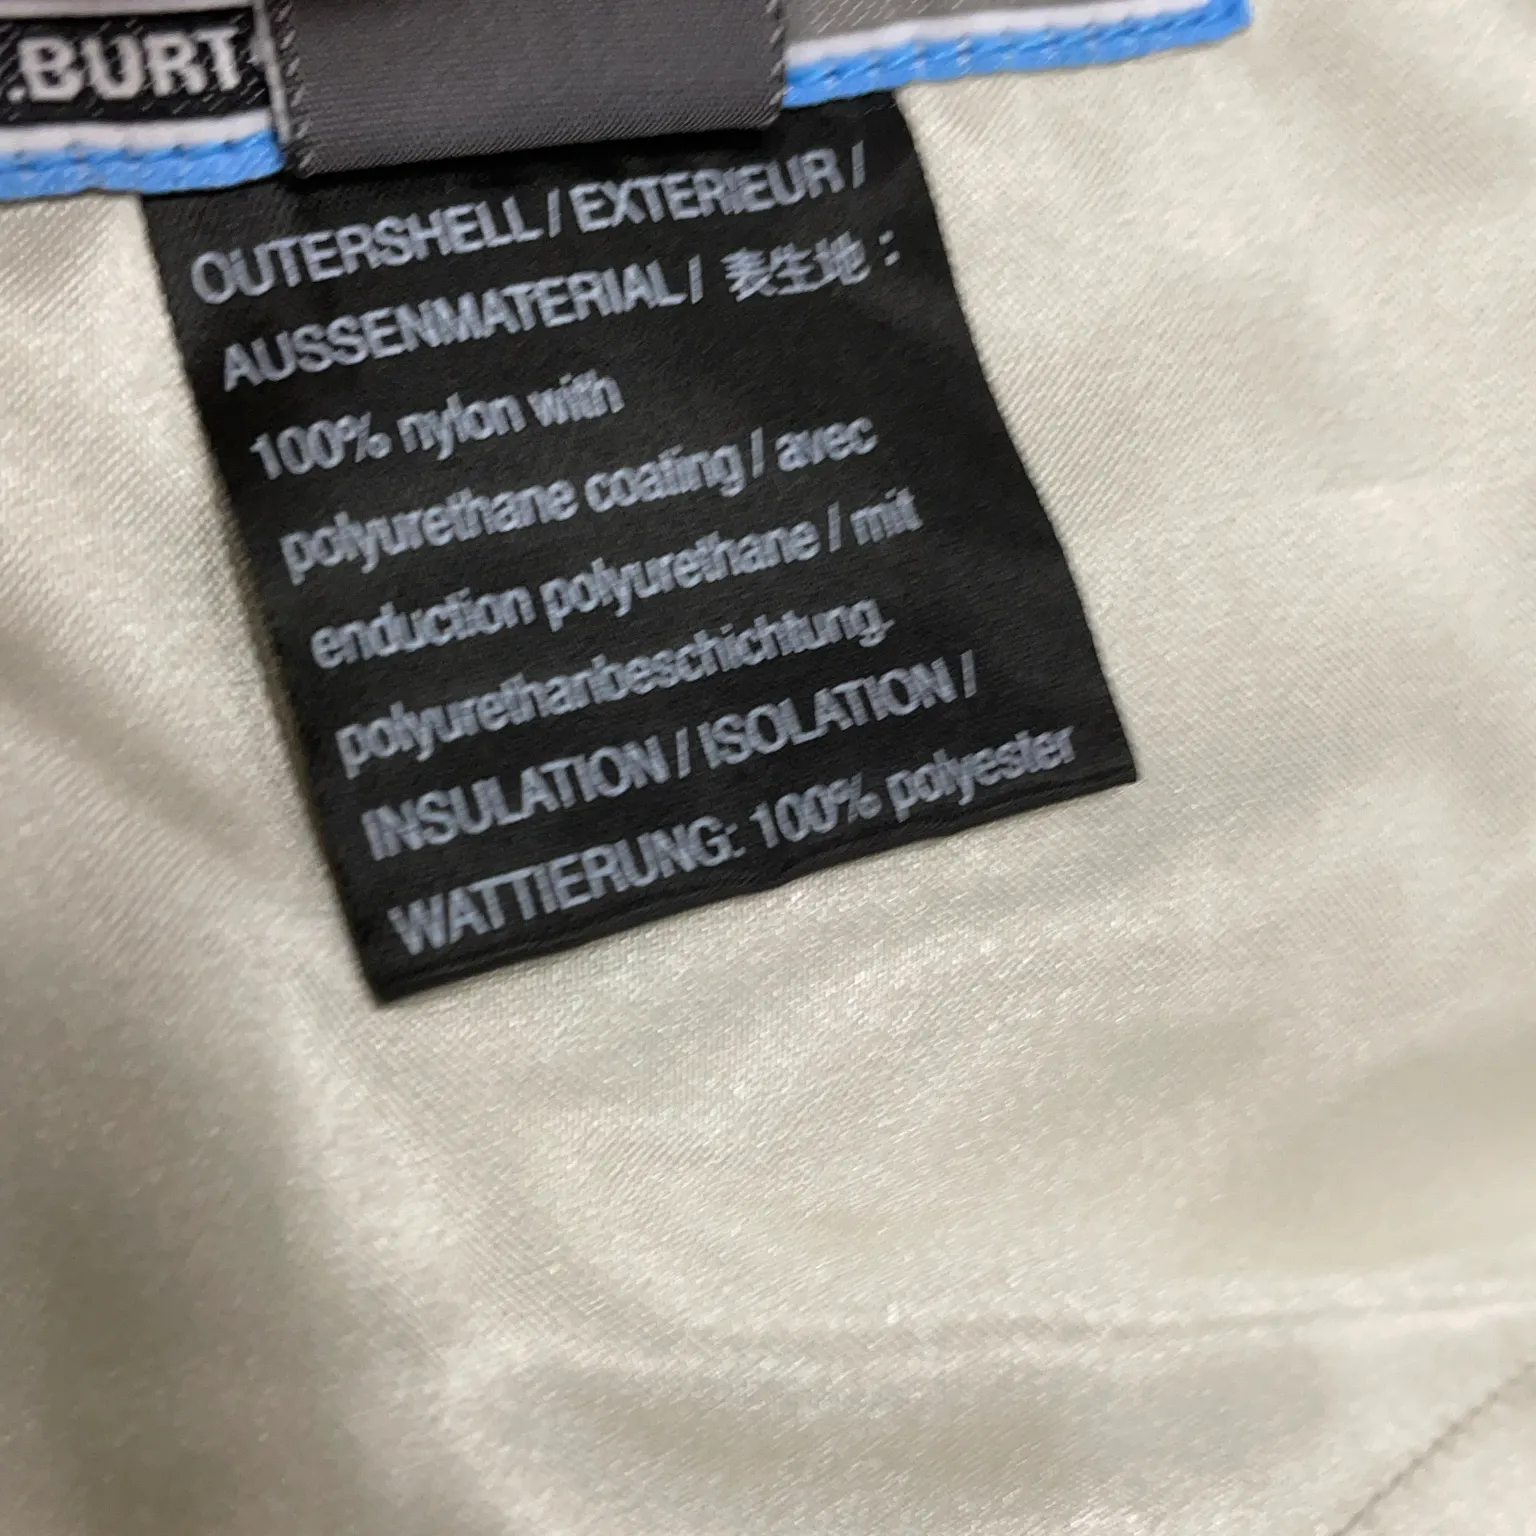 .BURT
OUTERSHELL / EXTERIEUR /
AUSSENMATERIAL / 表生地：
100% nylon with
polyurethane coating / avec
enduction polyurethane / mit
polyurethanbeschichtung.
INSULATION / ISOLATION /
WATTIERUNG: 100% polyester